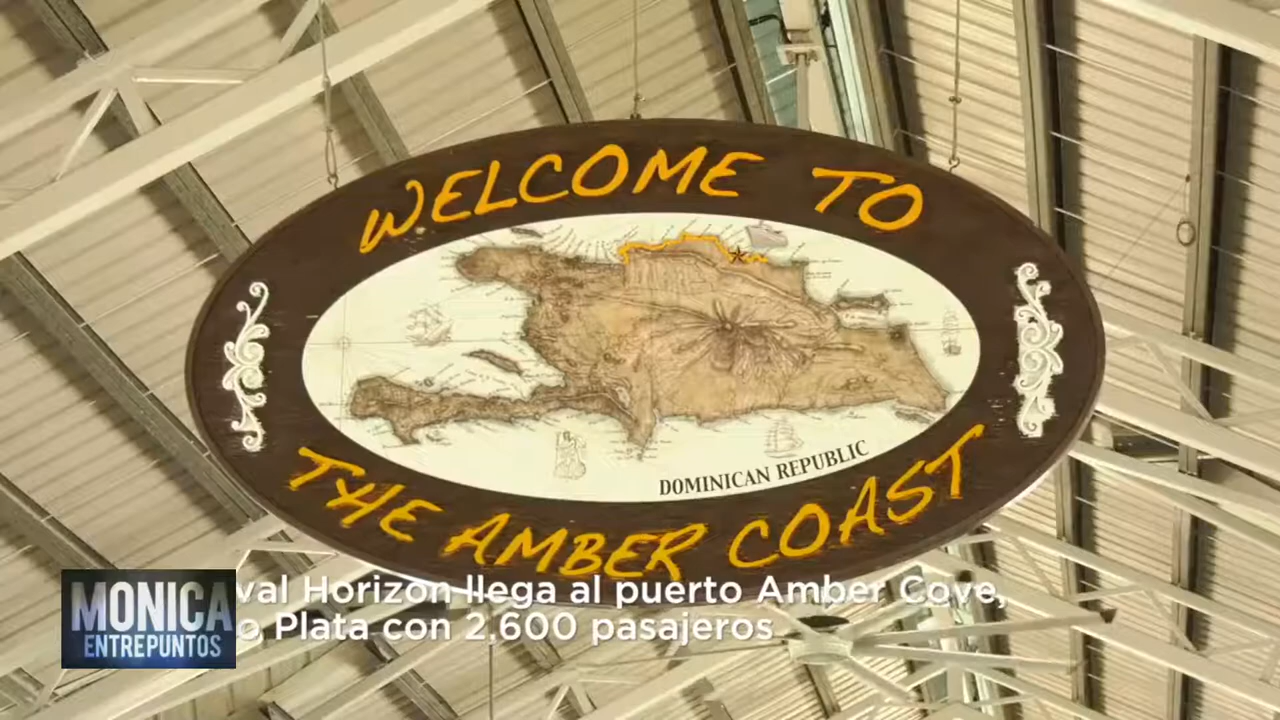 WELCOME TO
DOMINICAN REPUBLIC
THE AMBER COAST
val Horizon llega al puerto Amber Cove,
o Plata con 2,600 pasajeros
MONICA
ENTREPUNTOS